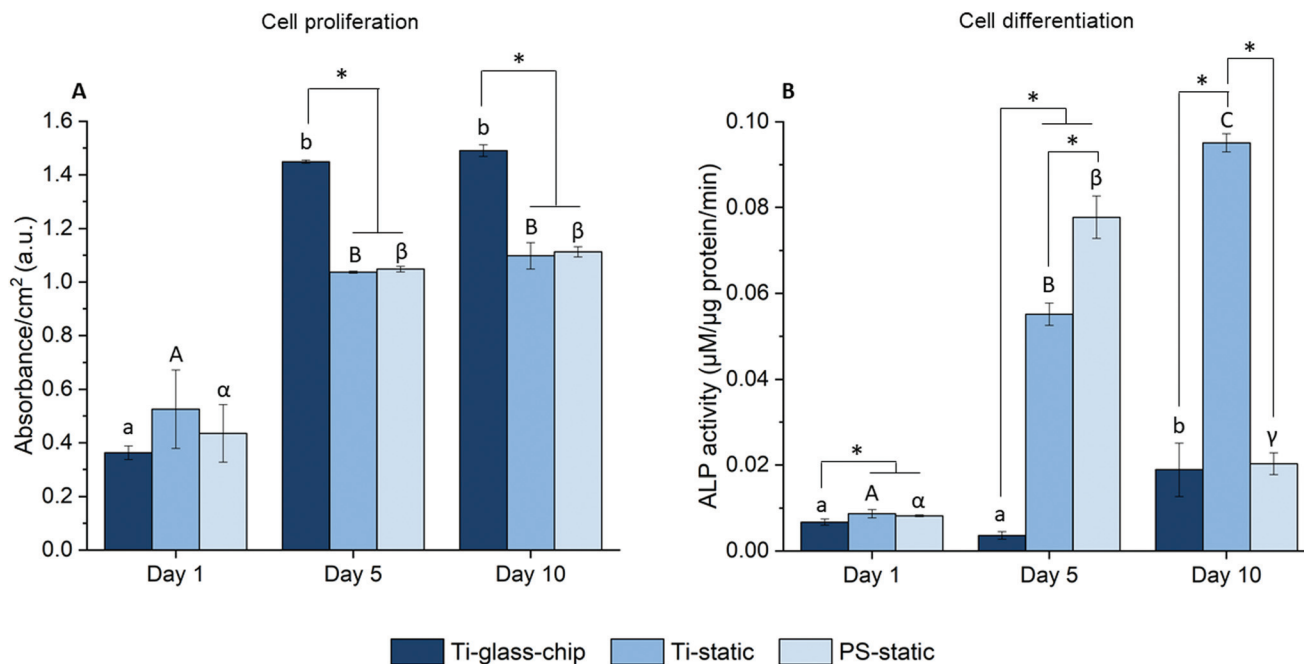 Cell proliferation
Cell differentiation
A
*
*
Absorbance/cm² (a.u.)
1.6
1.4
1.2
1.0
0.8
0.6
0.4
0.2
0.0
a
A
α
b
B
β
b
B
β
Day 1
Day 5
Day 10
B
*
*
*
*
*
ALP activity (μM/μg protein/min)
0.10
0.08
0.06
0.04
0.02
0.00
a
A
α
a
B
β
b
C
γ
Day 1
Day 5
Day 10
Ti-glass-chip
Ti-static
PS-static